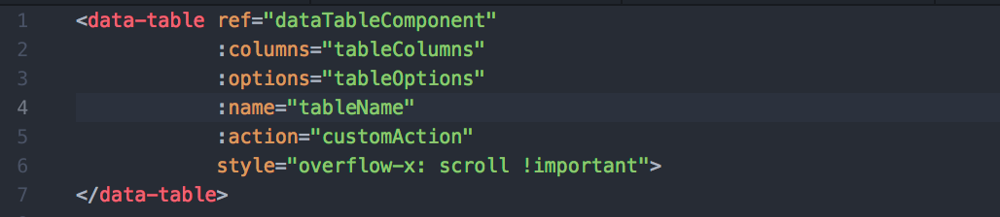 1 <data-table ref="dataTableComponent"
2 :columns="tableColumns"
3 :options="tableOptions"
4 :name="tableName"
5 :action="customAction"
6 style="overflow-x: scroll !important">
7 </data-table>